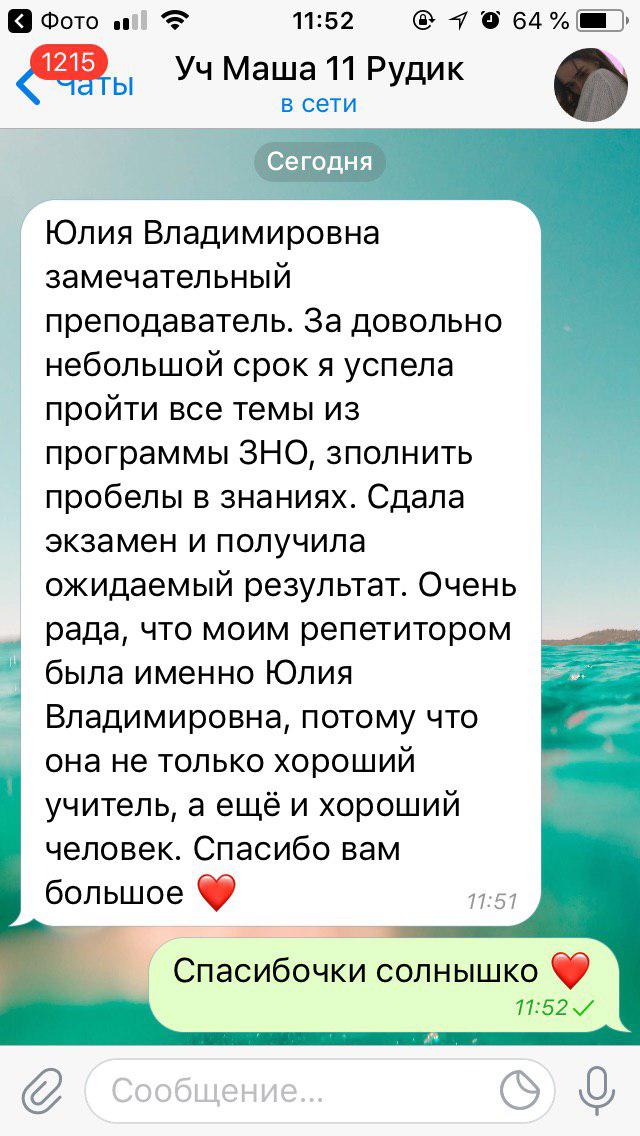 Фото 11:52 64 %
1215
Чаты
Уч Маша 11 Рудик
в сети
Сегодня
Юлия Владимировна
замечательный
преподаватель. За довольно
небольшой срок я успела
пройти все темы из
программы ЗНО, зполнить
пробелы в знаниях. Сдала
экзамен и получила
ожидаемый результат. Очень
рада, что моим репетитором
была именно Юлия
Владимировна, потому что
она не только хороший
учитель, а ещё и хороший
человек. Спасибо вам
большое ❤️
11:51
Спасибочки солнышко ❤️
11:52
Сообщение...